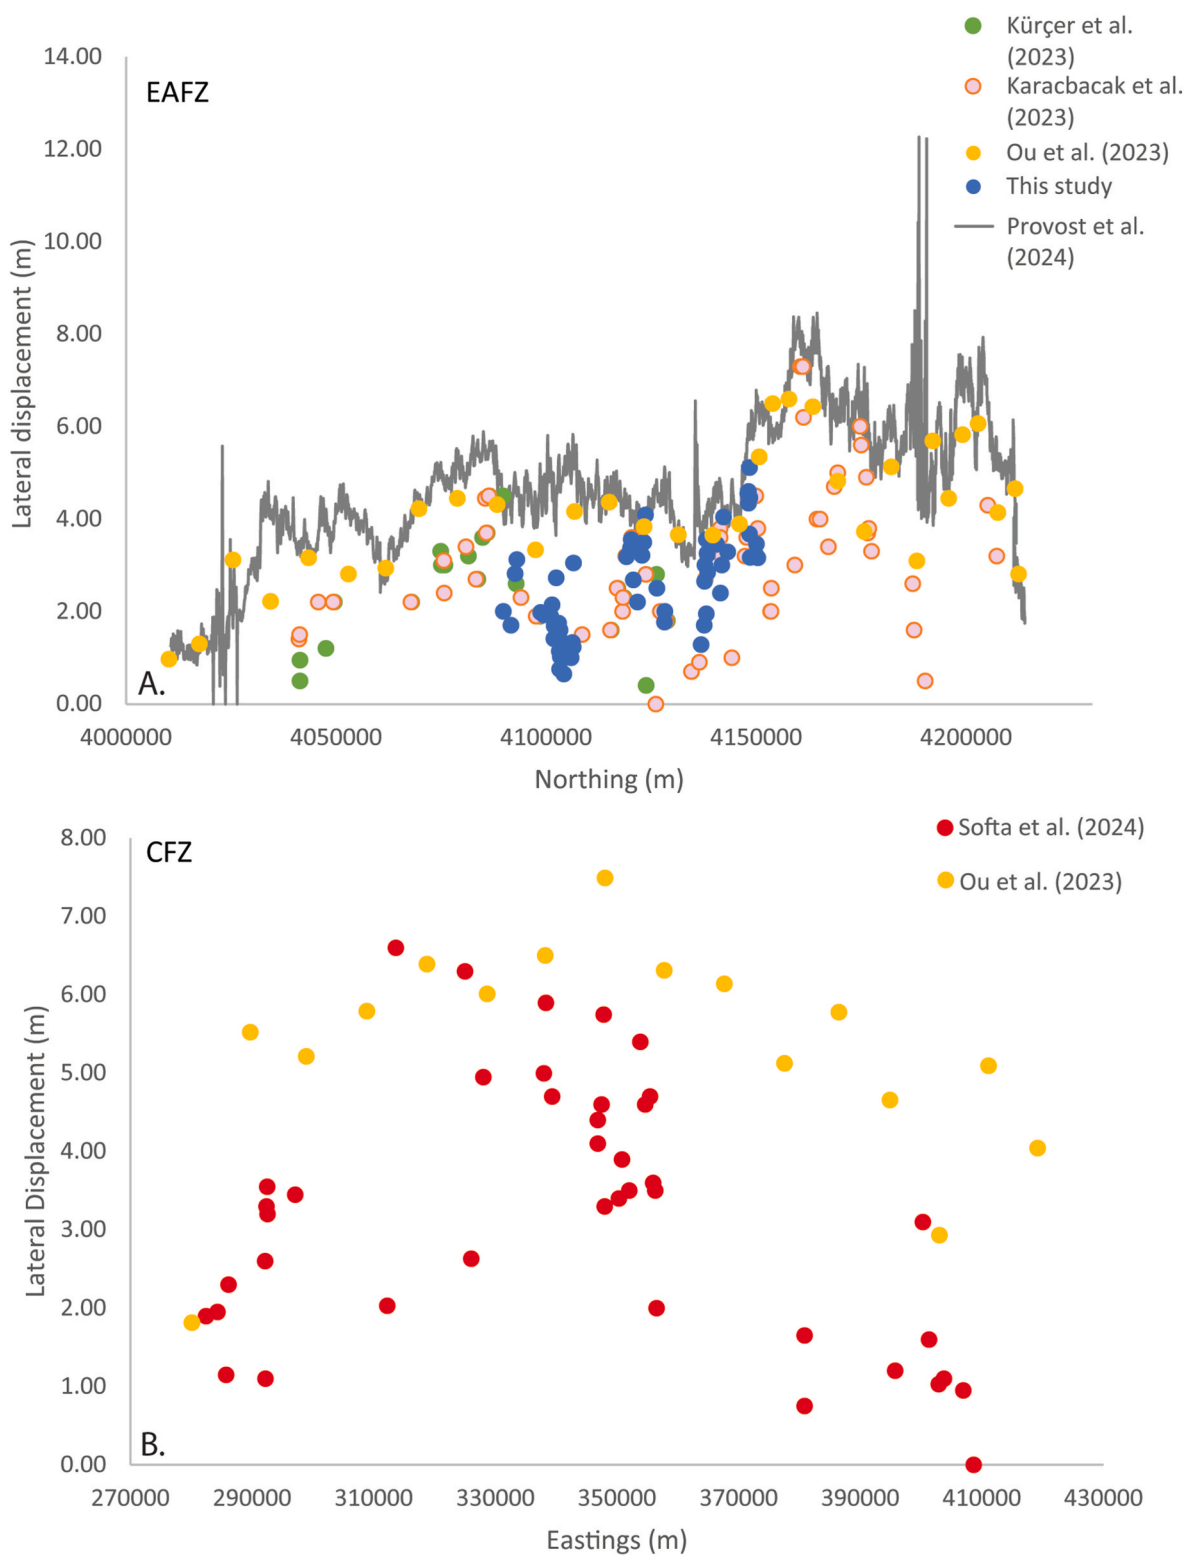 Kürçer et al.
(2023)
Karacbacak et al.
(2023)
Ou et al. (2023)
This study
Provost et al.
(2024)
EAFZ
14.00
12.00
10.00
8.00
6.00
4.00
2.00
0.00
Lateral displacement (m)
A.
4000000 4050000 4100000 4150000 4200000
Northing (m)
Softa et al. (2024)
Ou et al. (2023)
CFZ
8.00
7.00
6.00
5.00
4.00
3.00
2.00
1.00
0.00
Lateral Displacement (m)
B.
270000 290000 310000 330000 350000 370000 390000 410000 430000
Eastings (m)